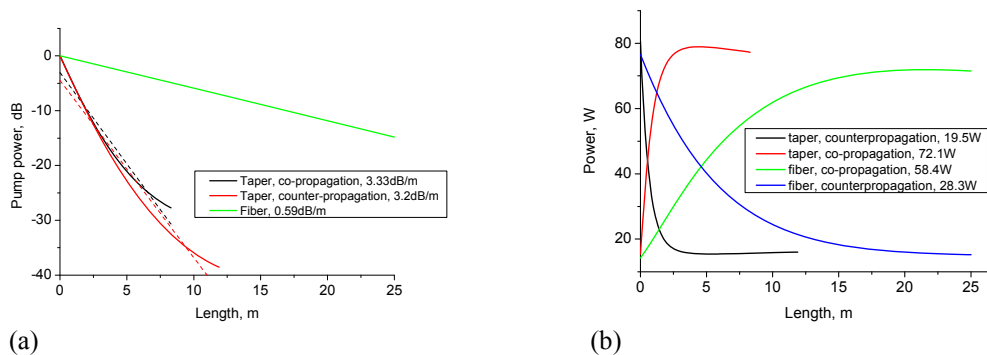 0
-10
-20
-30
-40
Pump power, dB
Taper, co-propagation, 3.33dB/m
Taper, counter-propagation, 3.2dB/m
Fiber, 0.59dB/m
0 5 10 15 20 25
Length, m
(a)
80
60
40
20
Power, W
taper, counterpropagation, 19.5W
taper, co-propagation, 72.1W
fiber, co-propagation, 58.4W
fiber, counterpropagation, 28.3W
0 5 10 15 20 25
Length, m
(b)